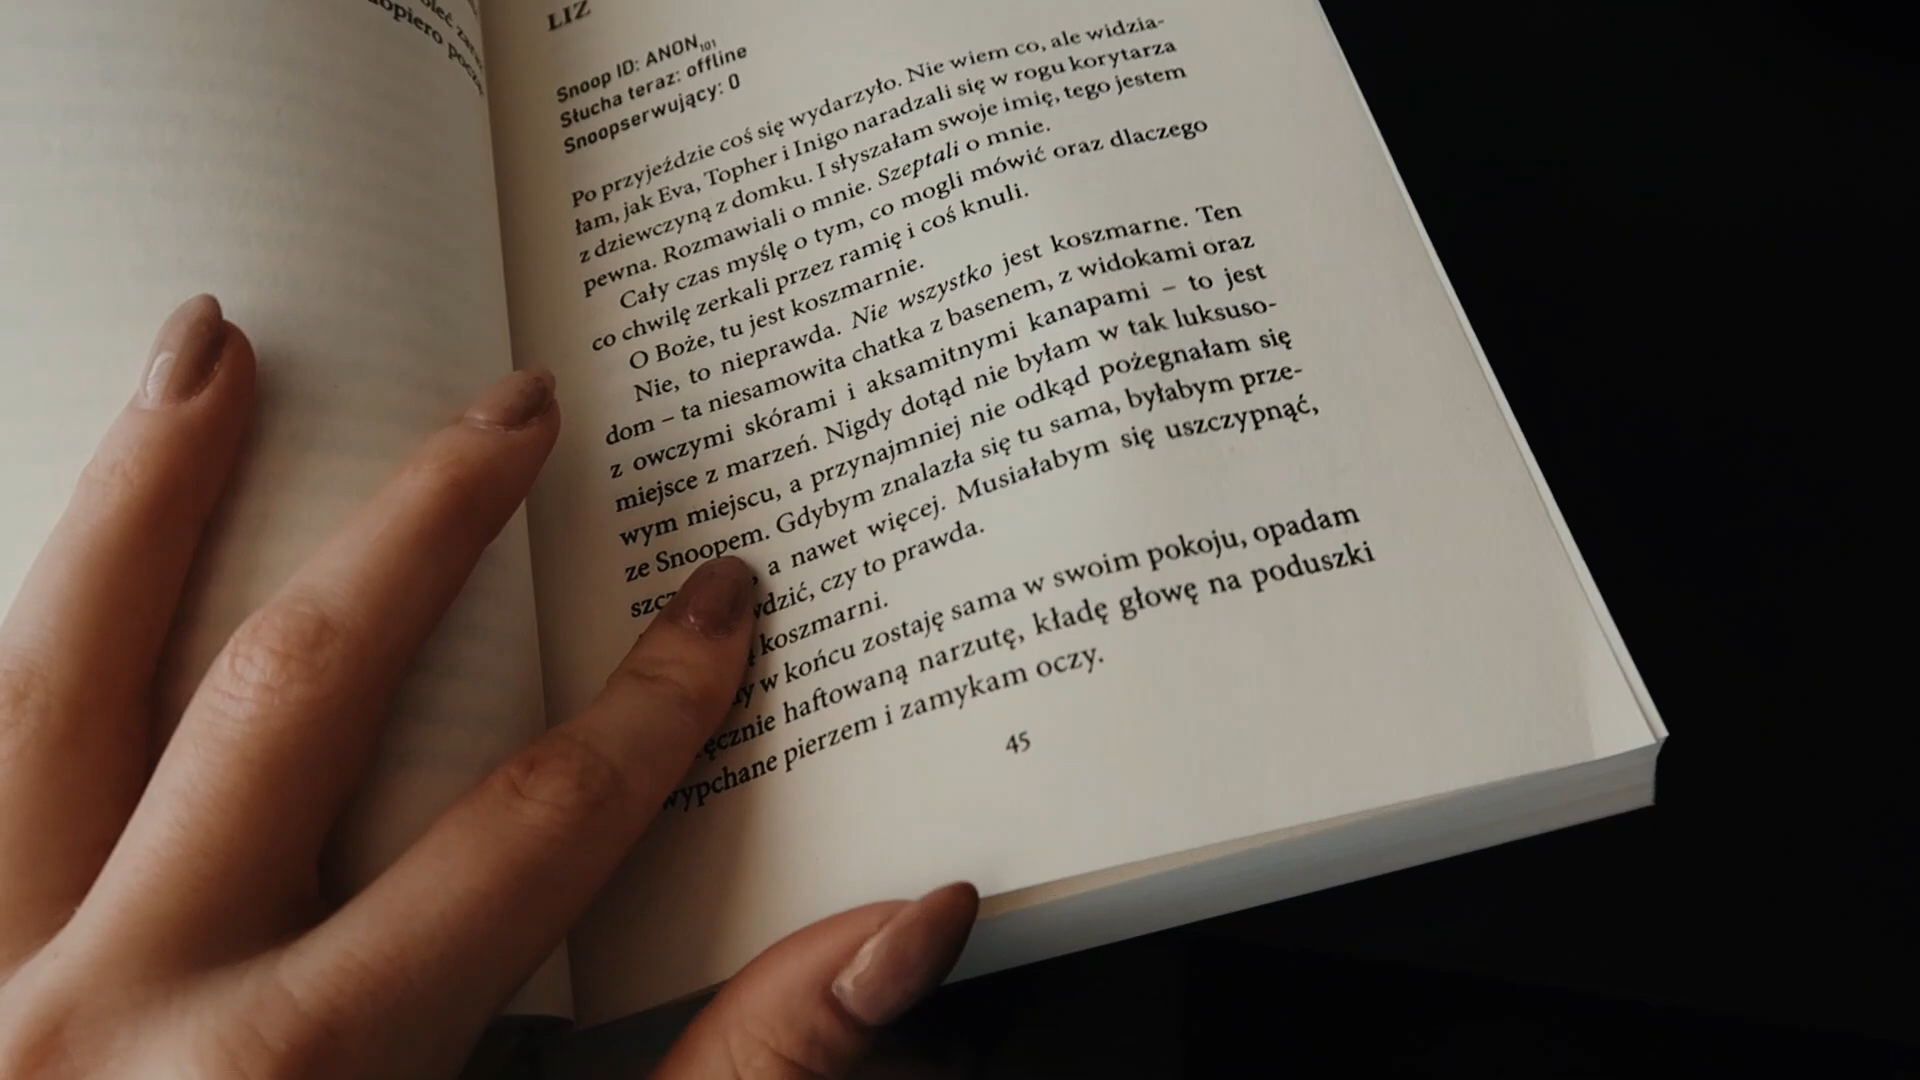 LIZ
Snoop ID: ANON101
Słucha teraz: offline
Snoopserwujący: 0
Po przyjeździe coś się wydarzyło. Nie wiem co, ale widzia-
łam, jak Eva, Topher i Inigo naradzali się w rogu korytarza
z dziewczyną z domku. I słyszałam swoje imię, tego jestem
pewna. Rozmawiali o mnie. Szeptali o mnie.
Cały czas myślę o tym, co mogli mówić oraz dlaczego
co chwilę zerkali przez ramię i coś knuli.
O Boże, tu jest koszmarnie.
Nie, to nieprawda. Nie wszystko jest koszmarne. Ten
dom – ta niesamowita chatka z basenem, z widokami oraz
z owczymi skórami i aksamitnymi kanapami – to jest
miejsce z marzeń. Nigdy dotąd nie byłam w tak luksuso-
wym miejscu, a przynajmniej nie odkąd pożegnałam się
ze Snoopem. Gdybym znalazła się tu sama, byłabym prze-
a nawet więcej. Musiałabym się uszczypnąć,
czy to prawda.
koszmarni.
w końcu zostaję sama w swoim pokoju, opadam
haftowaną narzutę, kładę głowę na poduszki
wypchane pierzem i zamykam oczy.
45